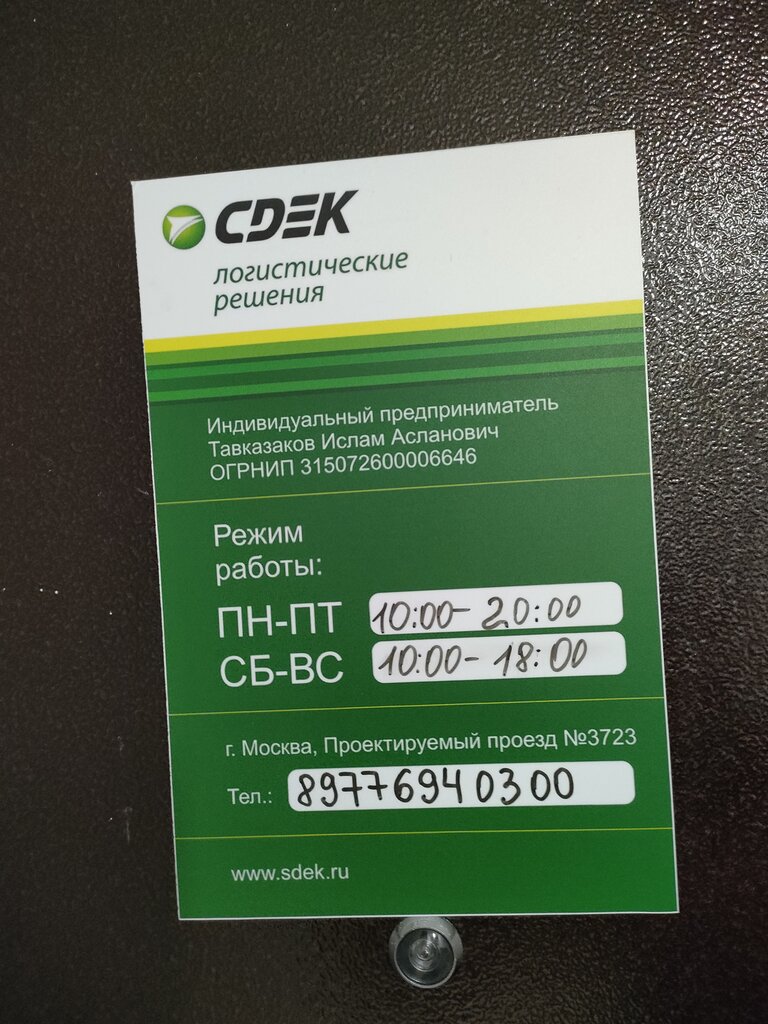 CDEK
логистические
решения
Индивидуальный предприниматель
Тавказаков Ислам Асланович
ОГРНИП 315072600006646
Режим
работы:
ПН-ПТ 10:00- 20:00
СБ-ВС 10:00- 18:00
г. Москва, Проектируемый проезд №3723
Тел.: 89776940300
www.sdek.ru